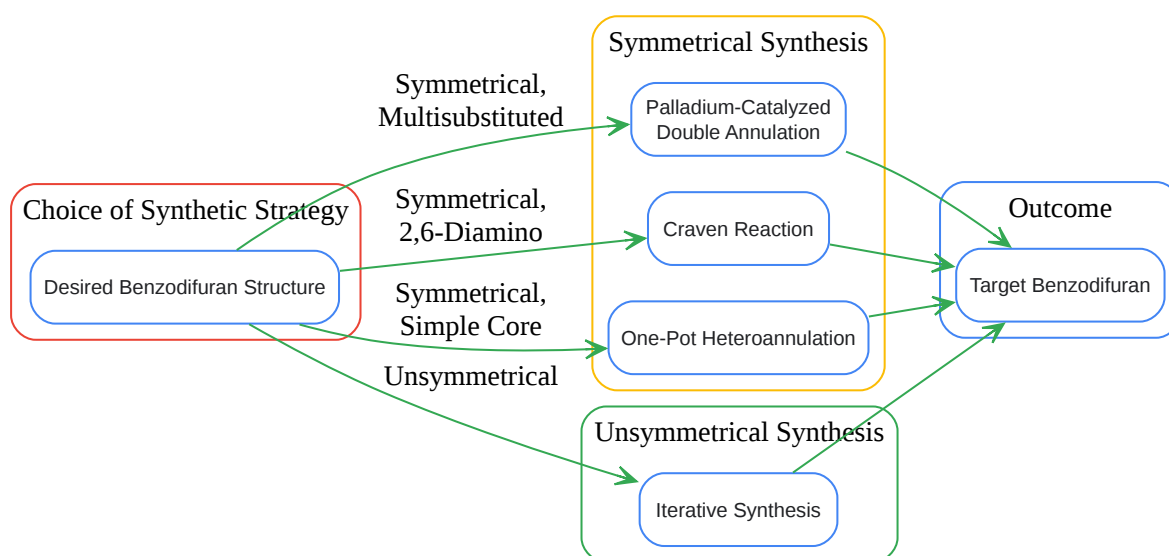 Symmetrical Synthesis
Symmetrical,
Multisubstituted
Palladium-Catalyzed
Double Annulation
Choice of Synthetic Strategy
Desired Benzodifuran Structure
Symmetrical,
2,6-Diamino
Craven Reaction
Outcome
Target Benzodifuran
Symmetrical,
Simple Core
One-Pot Heteroannulation
Unsymmetrical
Unsymmetrical Synthesis
Iterative Synthesis